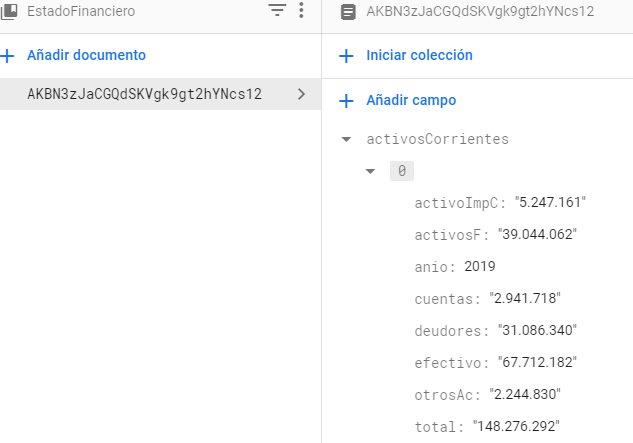 EstadoFinanciero
Añadir documento
AKBN3zJaCGQdSKVgk9gt2hYNcs12
AKBN3zJaCGQdSKVgk9gt2hYNcs12
Iniciar colección
Añadir campo
activosCorrientes
0
activoImpC: "5.247.161"
activosF: "39.044.062"
anio: 2019
cuentas: "2.941.718"
deudores: "31.086.340"
efectivo: "67.712.182"
otrosAc: "2.244.830"
total: "148.276.292"